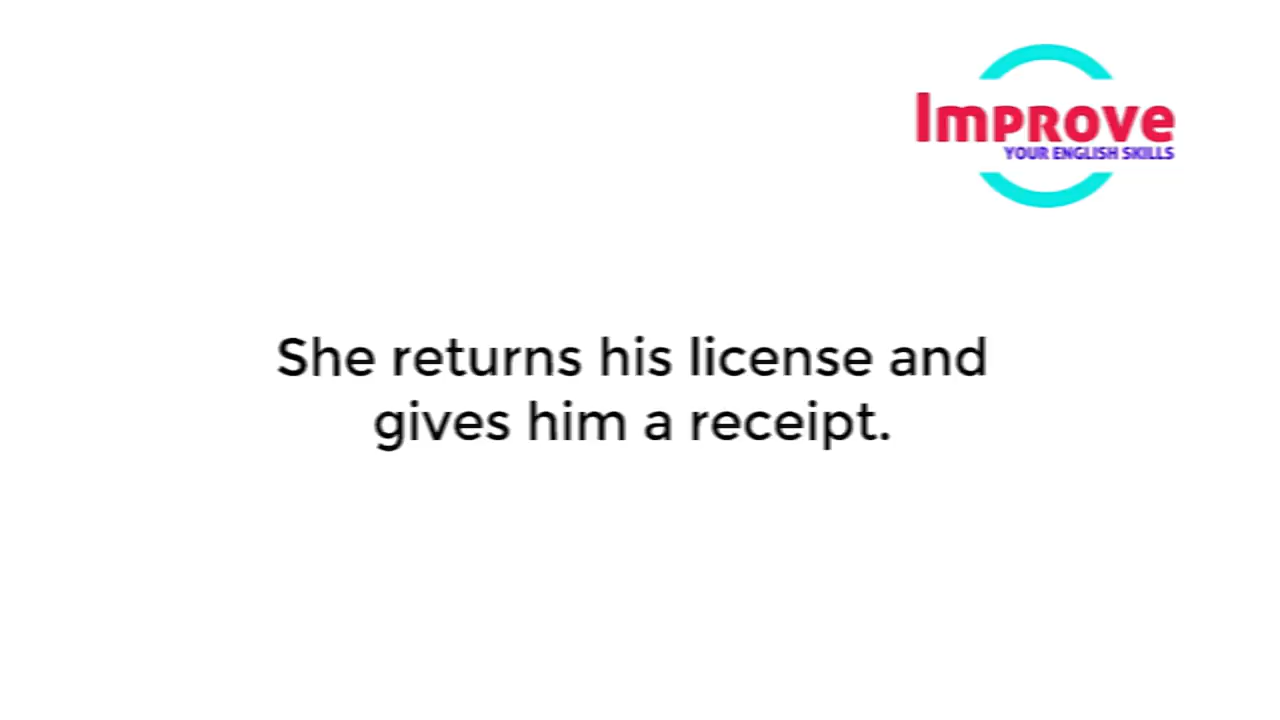 Improve
YOUR ENGLISH SKILLS
She returns his license and
gives him a receipt.